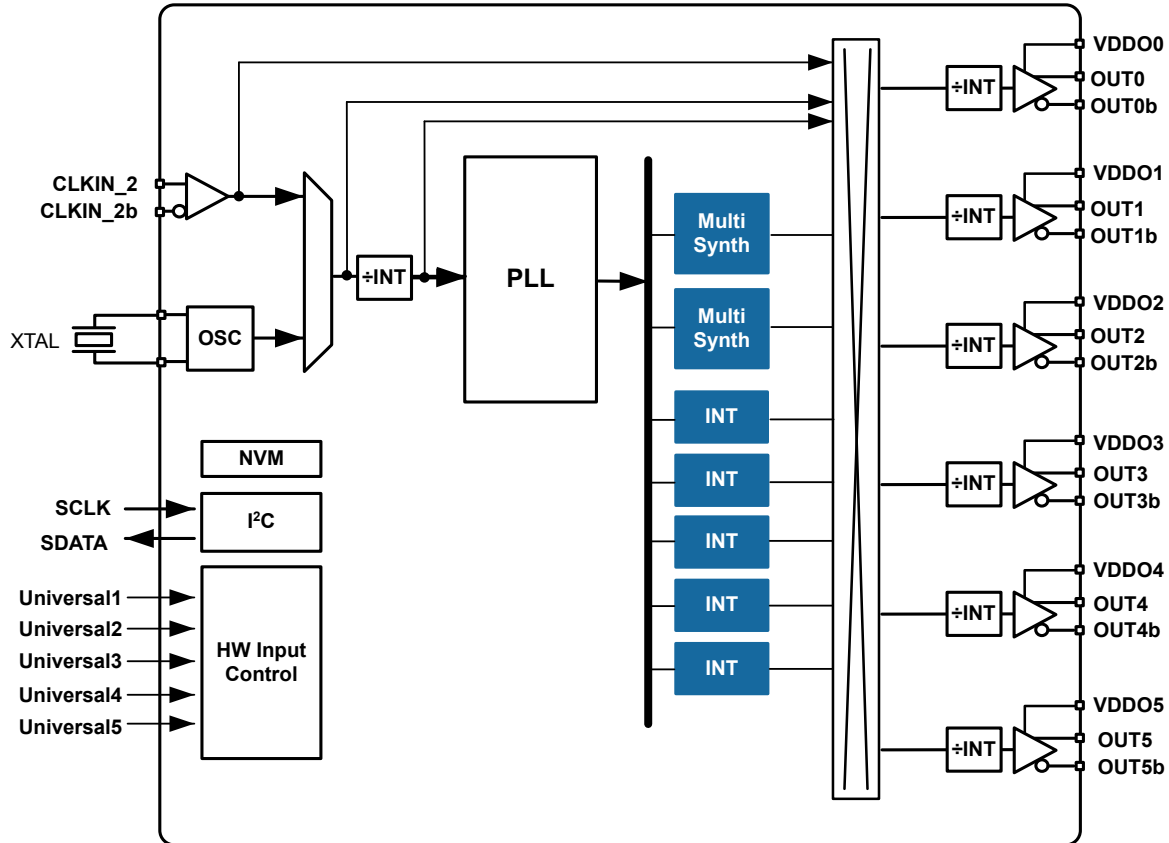 VDDO0
OUT0
OUT0b
÷INT
CLKIN_2
CLKIN_2b
÷INT
PLL
XTAL
OSC
Multi
Synth
Multi
Synth
INT
INT
INT
INT
INT
VDDO1
OUT1
OUT1b
÷INT
VDDO2
OUT2
OUT2b
÷INT
VDDO3
OUT3
OUT3b
÷INT
VDDO4
OUT4
OUT4b
÷INT
VDDO5
OUT5
OUT5b
÷INT
NVM
SCLK
SDATA
I²C
Universal1
Universal2
Universal3
Universal4
Universal5
HW Input
Control